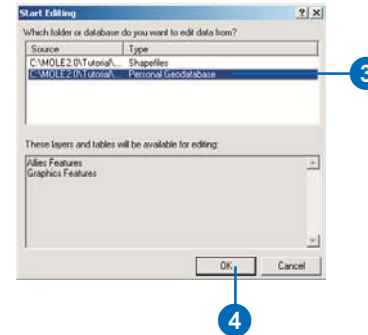 Start Editing
Which folder or database do you want to edit data from?
Source Type
C:\MOLE2.0\Tutorial\... Shapefiles
C:\MOLE2.0\Tutorial\... Personal Geodatabase
3
These layers and tables will be available for editing:
Allies Features
Graphics Features
OK
Cancel
4